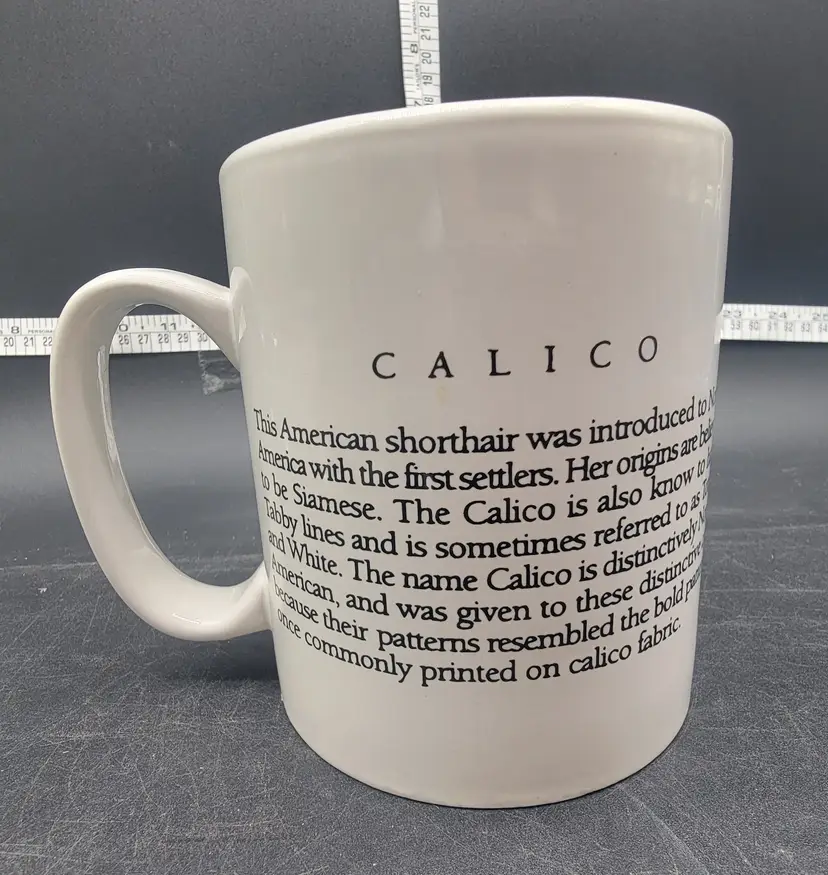 CALICO
This American shorthair was introduced to
America with the first settlers. Her origins are
to be Siamese. The Calico is also know to
Tabby lines and is sometimes referred to as
and White. The name Calico is distinctively
American, and was given to these distinctive
because their patterns resembled the bold
once commonly printed on calico fabric.